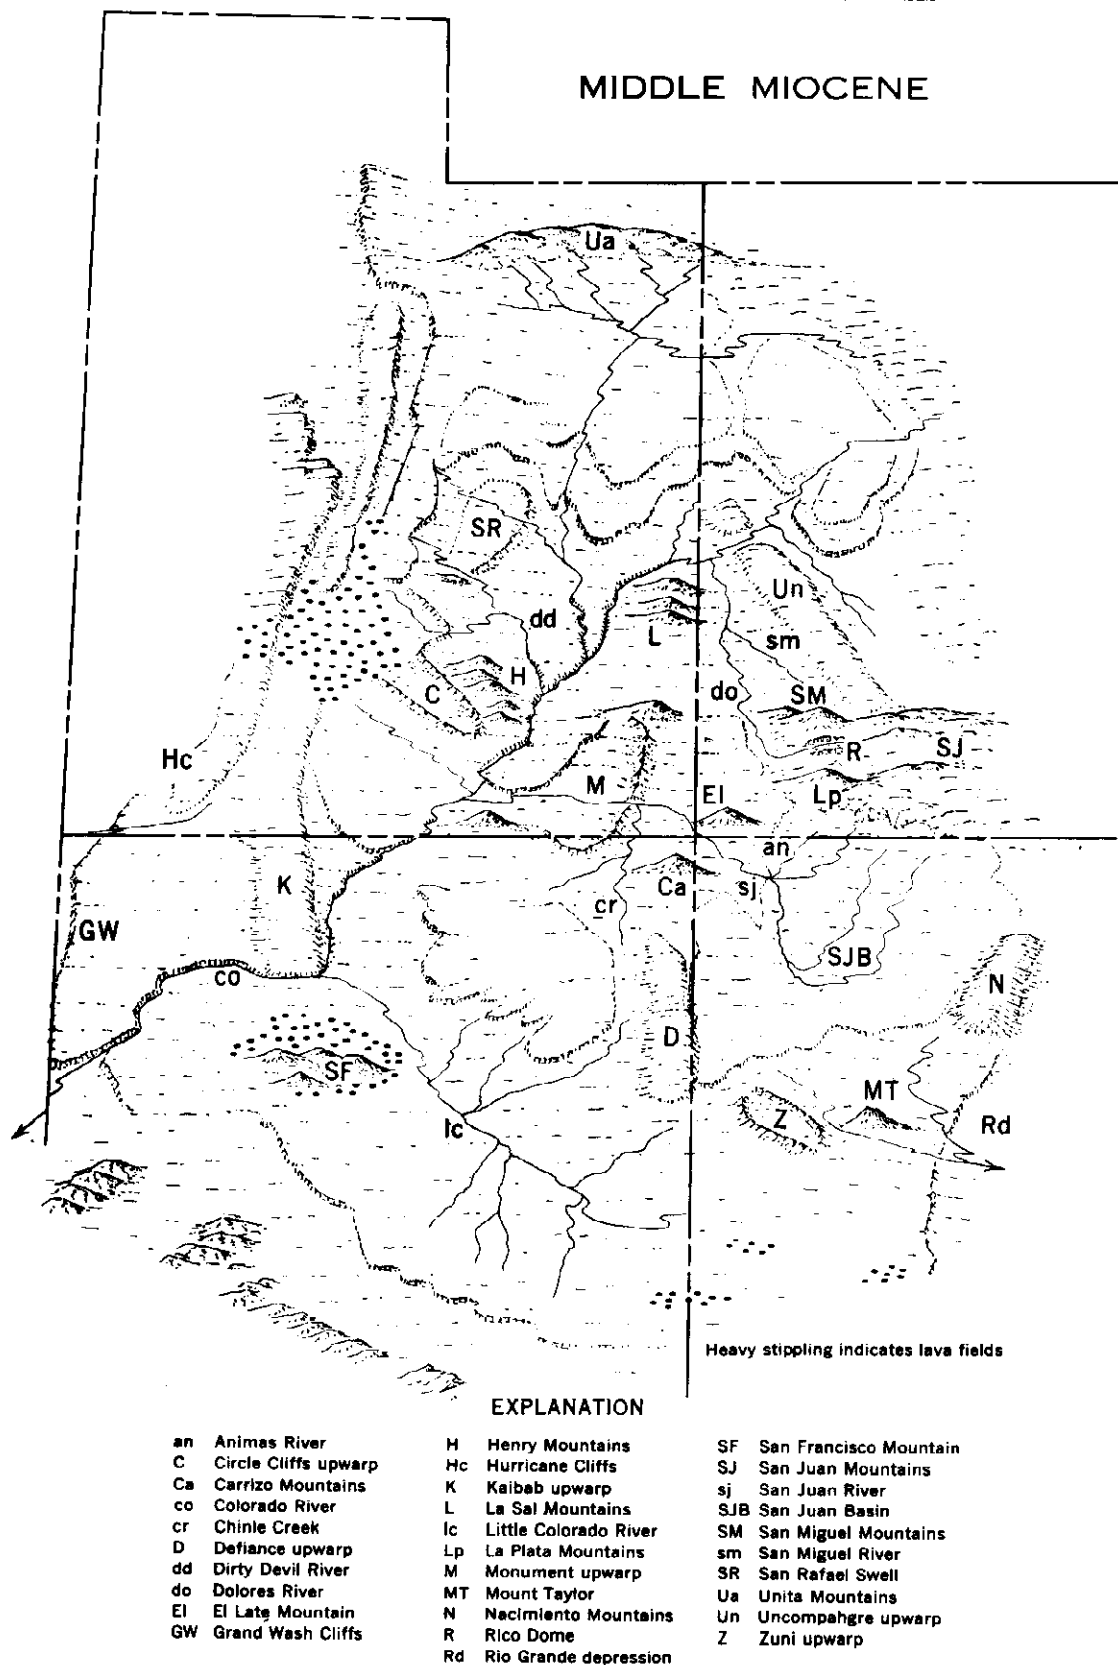 MIDDLE MIOCENE
Ua
SR
Un
dd
sm
L
H
C
do
SM
Hc
R
SJ
M
El
Lp
an
K
Ca
sj
cr
GW
SJB
co
N
D
SF
MT
Z
Rd
lc
Heavy stippling indicates lava fields
EXPLANATION
an Animas River
C Circle Cliffs upwarp
Ca Carrizo Mountains
co Colorado River
cr Chinle Creek
D Defiance upwarp
dd Dirty Devil River
do Dolores River
El El Late Mountain
GW Grand Wash Cliffs
H Henry Mountains
Hc Hurricane Cliffs
K Kaibab upwarp
L La Sal Mountains
lc Little Colorado River
Lp La Plata Mountains
M Monument upwarp
MT Mount Taylor
N Nacimiento Mountains
R Rico Dome
Rd Rio Grande depression
SF San Francisco Mountain
SJ San Juan Mountains
sj San Juan River
SJB San Juan Basin
SM San Miguel Mountains
sm San Miguel River
SR San Rafael Swell
Ua Unita Mountains
Un Uncompahgre upwarp
Z Zuni upwarp